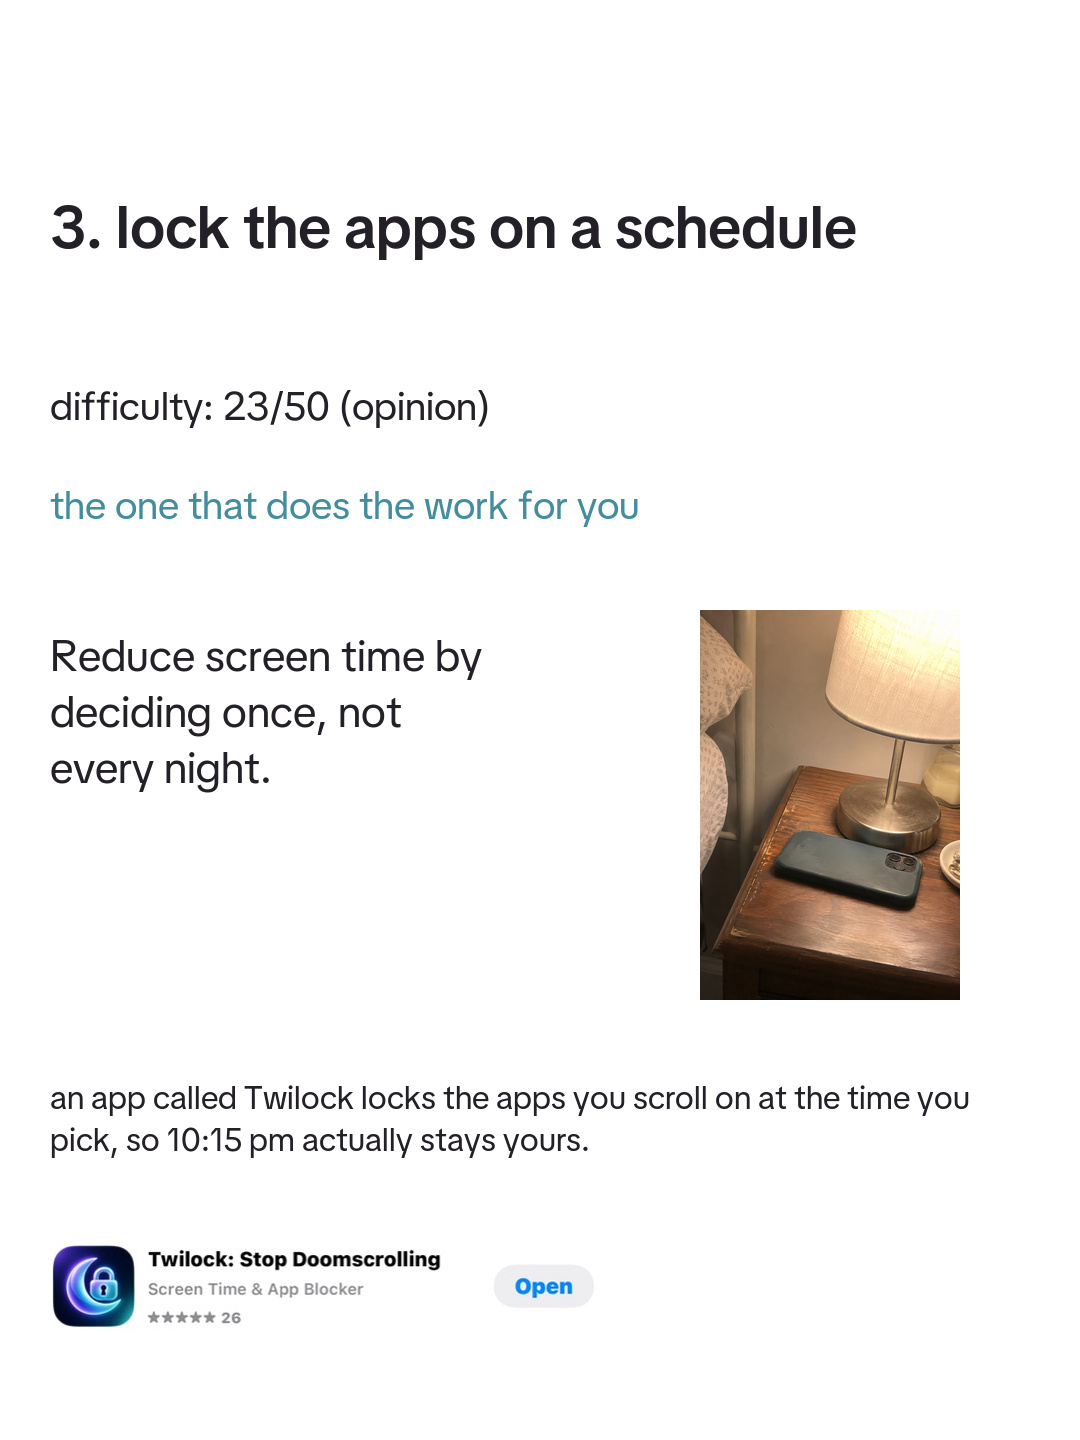 3. lock the apps on a schedule
difficulty: 23/50 (opinion)
the one that does the work for you
Reduce screen time by
deciding once, not
every night.
an app called Twilock locks the apps you scroll on at the time you
pick, so 10:15 pm actually stays yours.
Twilock: Stop Doomscrolling
Screen Time & App Blocker
★★★★★ 26
Open